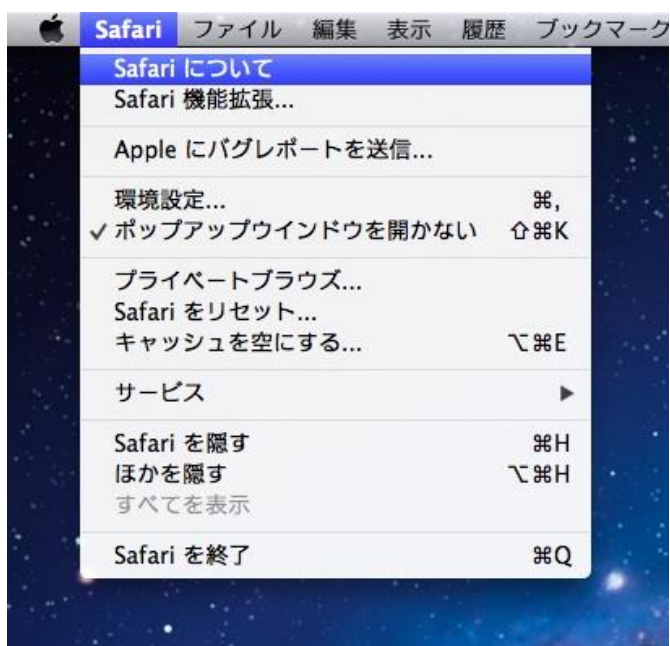 Safari ファイル 編集 表示 履歴 ブックマーク
Safari について
Safari 機能拡張...
Apple にバグレポートを送信...
環境設定... ⌘,
✓ ポップアップウインドウを開かない ⇧⌘K
プライベートブラウズ...
Safari をリセット...
キャッシュを空にする... ⌥⌘E
サービス ▶
Safari を隠す ⌘H
ほかを隠す ⌥⌘H
すべてを表示
Safari を終了 ⌘Q